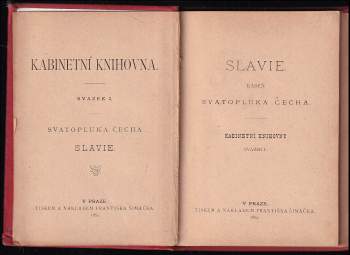 KABINETNÍ KNIHOVNA.
SVAZEK I.
SVATOPLUKA ČECHA
SLAVIE.
V PRAZE.
TISKEM A NÁKLADEM FRANTIŠKA ŠIMÁČKA.
SLAVIE.
BÁSEŇ
SVATOPLUKA ČECHA.
KABINETNÍ KNIHOVNY
SVAZEK I.
V PRAZE.
TISKEM A NÁKLADEM FRANTIŠKA ŠIMÁČKA.